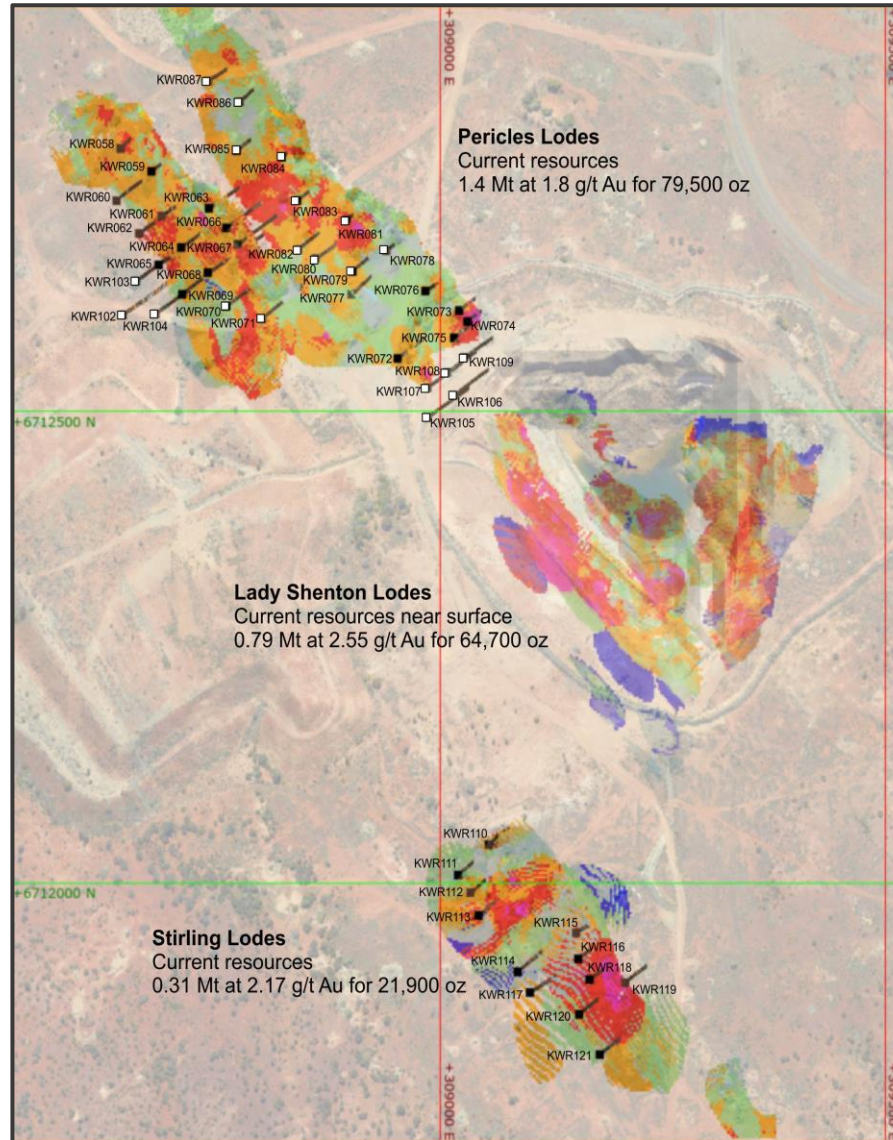 +309000 E
+309500 E
KWR087
KWR086
Pericles Lodes
Current resources
1.4 Mt at 1.8 g/t Au for 79,500 oz
KWR058
KWR085
KWR059
KWR084
KWR060
KWR063
KWR061
KWR083
KWR066
KWR062
KWR081
KWR064
KWR067
KWR082
KWR078
KWR065
KWR080
KWR068
KWR079
KWR103
KWR076
KWR069
KWR077
KWR070
KWR073
KWR102
KWR104
KWR071
KWR074
KWR075
KWR072
KWR109
KWR108
KWR107
KWR106
+6712500 N
KWR105
Lady Shenton Lodes
Current resources near surface
0.79 Mt at 2.55 g/t Au for 64,700 oz
KWR110
KWR111
+6712000 N
KWR112
KWR113
KWR115
Stirling Lodes
Current resources
0.31 Mt at 2.17 g/t Au for 21,900 oz
KWR116
KWR114
KWR118
KWR119
KWR117
KWR120
KWR121
+309000 E